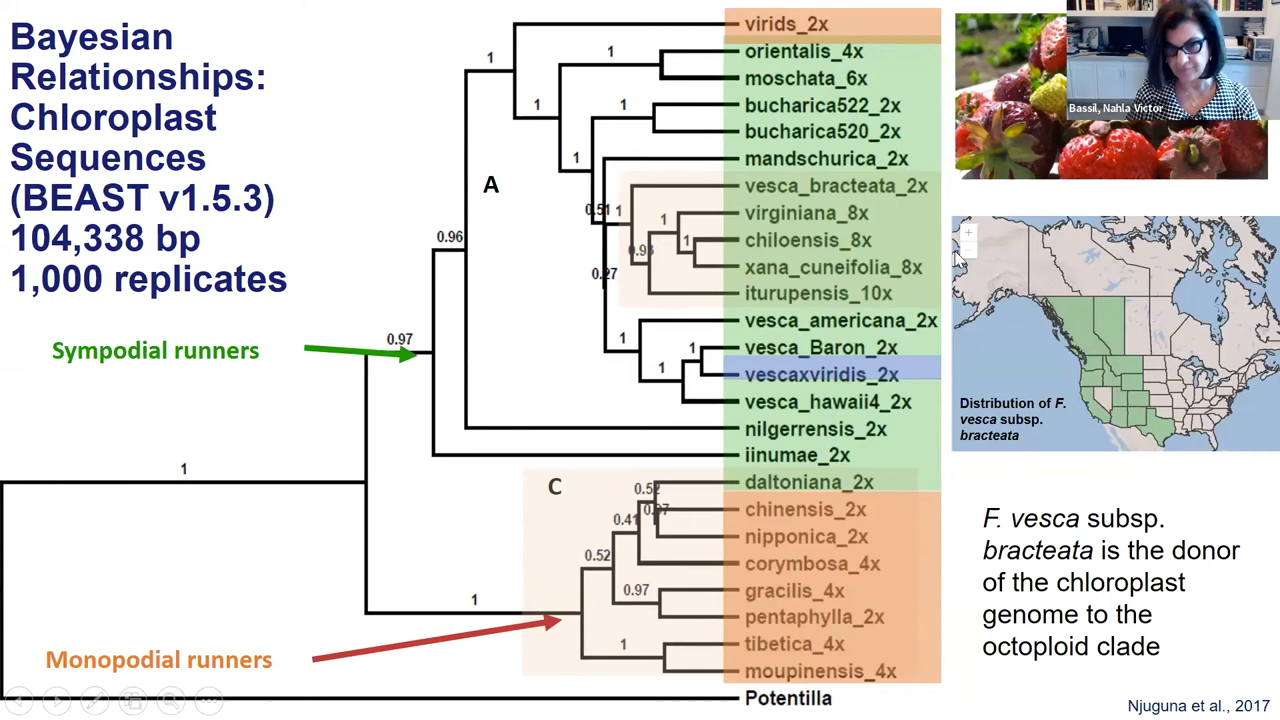 Bayesian
Relationships:
Chloroplast
Sequences
(BEAST v1.5.3)
104,338 bp
1,000 replicates
Sympodial runners
Monopodial runners
1
1
1
1
1
1
0.96
0.97
0.51
1
1
1
0.27
1
1
1
1
1
0.52
0.41
0.52
0.97
1
A
C
virids_2x
orientalis_4x
moschata_6x
bucharica522_2x
bucharica520_2x
mandschurica_2x
vesca_bracteata_2x
virginiana_8x
chiloensis_8x
xana_cuneifolia_8x
iturupensis_10x
vesca_americana_2x
vesca_Baron_2x
vescaxviridis_2x
vesca_hawaii4_2x
nilgerrensis_2x
iinumae_2x
daltoniana_2x
chinensis_2x
nipponica_2x
corymbosa_4x
gracilis_4x
pentaphylla_2x
tibetica_4x
moupinensis_4x
Potentilla
Bassil, Nahla Victor
Distribution of F.
vesca subsp.
bracteata
F. vesca subsp.
bracteata is the donor
of the chloroplast
genome to the
octoploid clade
Njuguna et al., 2017